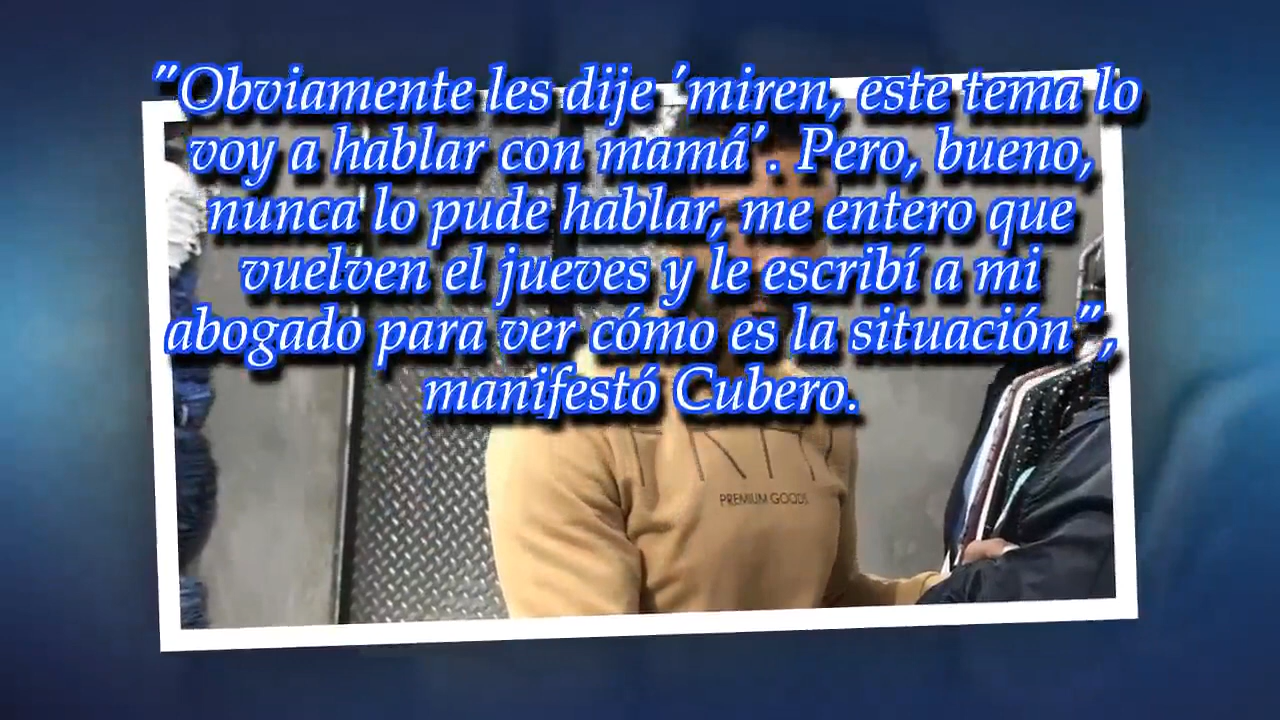 "Obviamente les dije 'miren, este tema lo
voy a hablar con mamá'. Pero, bueno,
nunca lo pude hablar, me entero que
vuelven el jueves y le escribí a mi
abogado para ver cómo es la situación",
manifestó Cubero.
PREMIUM GOODS